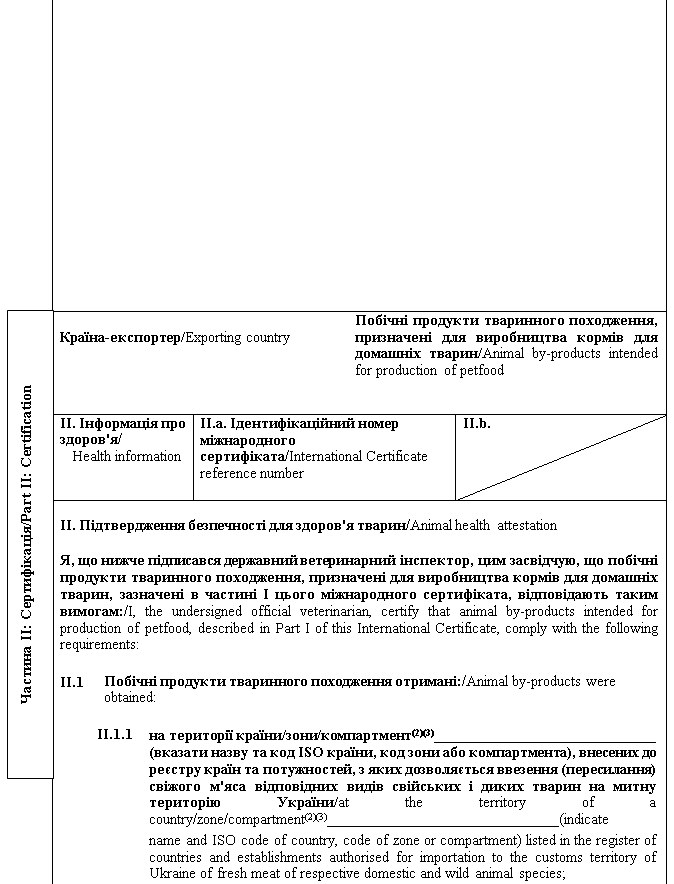 Частина II: Сертифікація/Part II: Certification
Країна-експортер/Exporting country
Побічні продукти тваринного походження,
призначені для виробництва кормів для
домашніх тварин/Animal by-products intended
for production of petfood
II. Інформація про
здоров'я/
Health information
II.a. Ідентифікаційний номер
міжнародного
сертифіката/International Certificate
reference number
II.b.
II. Підтвердження безпечності для здоров'я тварин/Animal health attestation
Я, що нижче підписався державний ветеринарний інспектор, цим засвідчую, що побічні
продукти тваринного походження, призначені для виробництва кормів для домашніх
тварин, зазначені в частині I цього міжнародного сертифіката, відповідають таким
вимогам:/I, the undersigned official veterinarian, certify that animal by-products intended for
production of petfood, described in Part I of this International Certificate, comply with the following
requirements:
II.1 Побічні продукти тваринного походження отримані:/Animal by-products were
obtained:
II.1.1 на території країни/зони/компартмент(2)(3)________________________________
(вказати назву та код ISO країни, код зони або компартмента), внесених до
реєстру країн та потужностей, з яких дозволяється ввезення (пересилання)
свіжого м'яса відповідних видів свійських і диких тварин на митну
територію України/at the territory of a
country/zone/compartment(2)(3)_________________________________(indicate
name and ISO code of country, code of zone or compartment) listed in the register of
countries and establishments authorised for importation to the customs territory of
Ukraine of fresh meat of respective domestic and wild animal species;